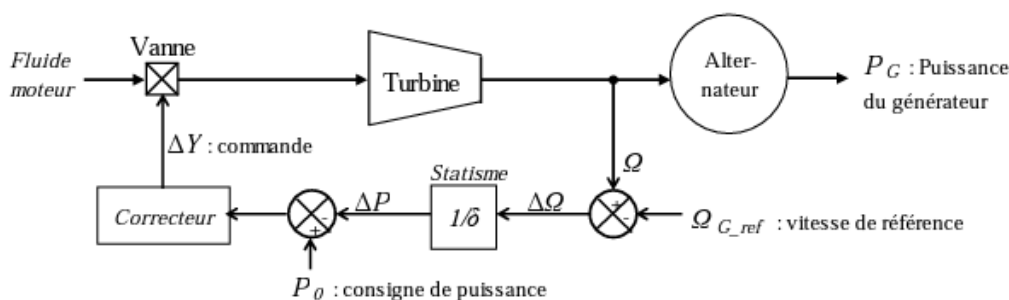 Vanne
Fluide
moteur
Turbine
Alter-
nateur
P_G : Puissance
du générateur
ΔY : commande
Ω
Statisme
Correcteur
-
+
ΔP
1/δ
ΔΩ
+
-
Ω_G_ref : vitesse de référence
P_0 : consigne de puissance